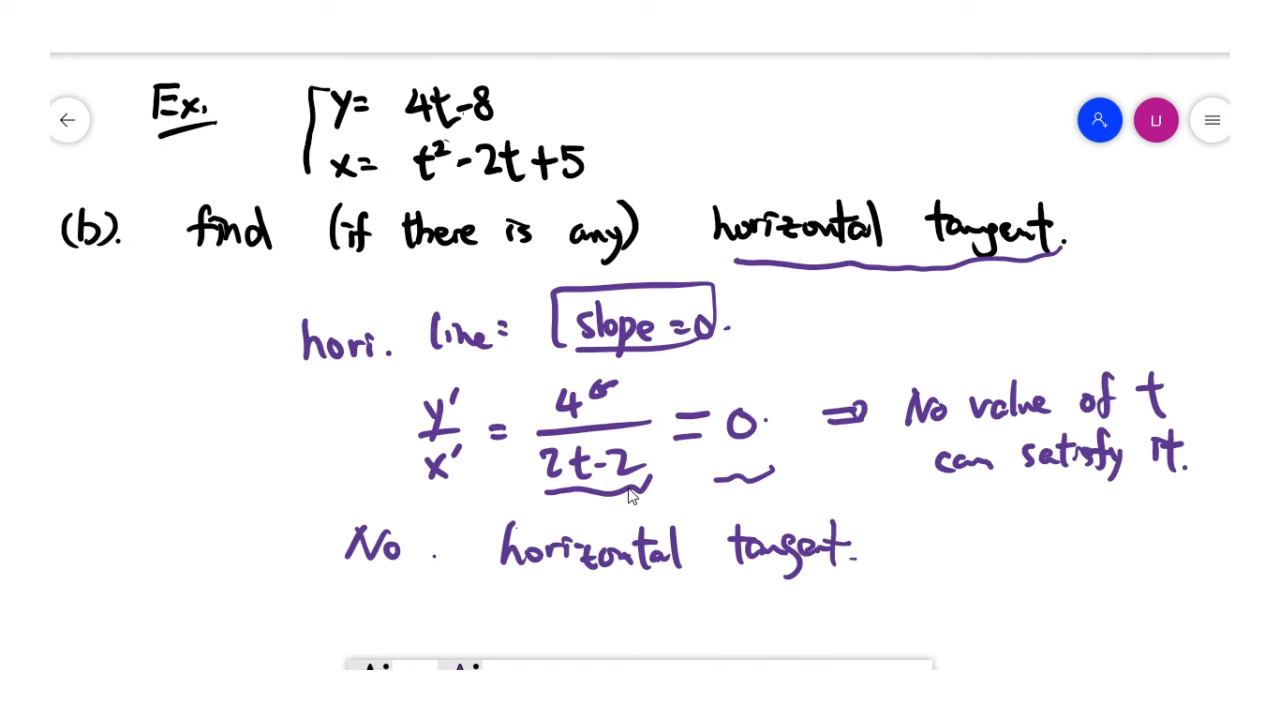 Ex. y= 4t-8
x= t²-2t+5
(b). find (if there is any) horizontal tangent.
hori. line: slope=0.
y'/x' = 4/2t-2 = 0. ⇒ No value of t
can satisfy it.
No. horizontal tangent.
LJ